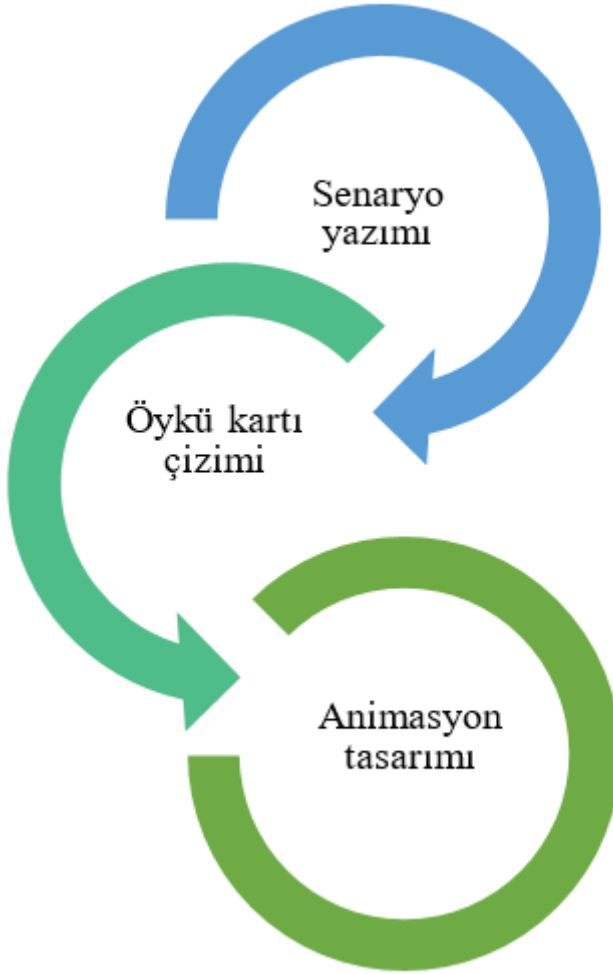 Senaryo
yazımı
Öykü kartı
çizimi
Animasyon
tasarımı